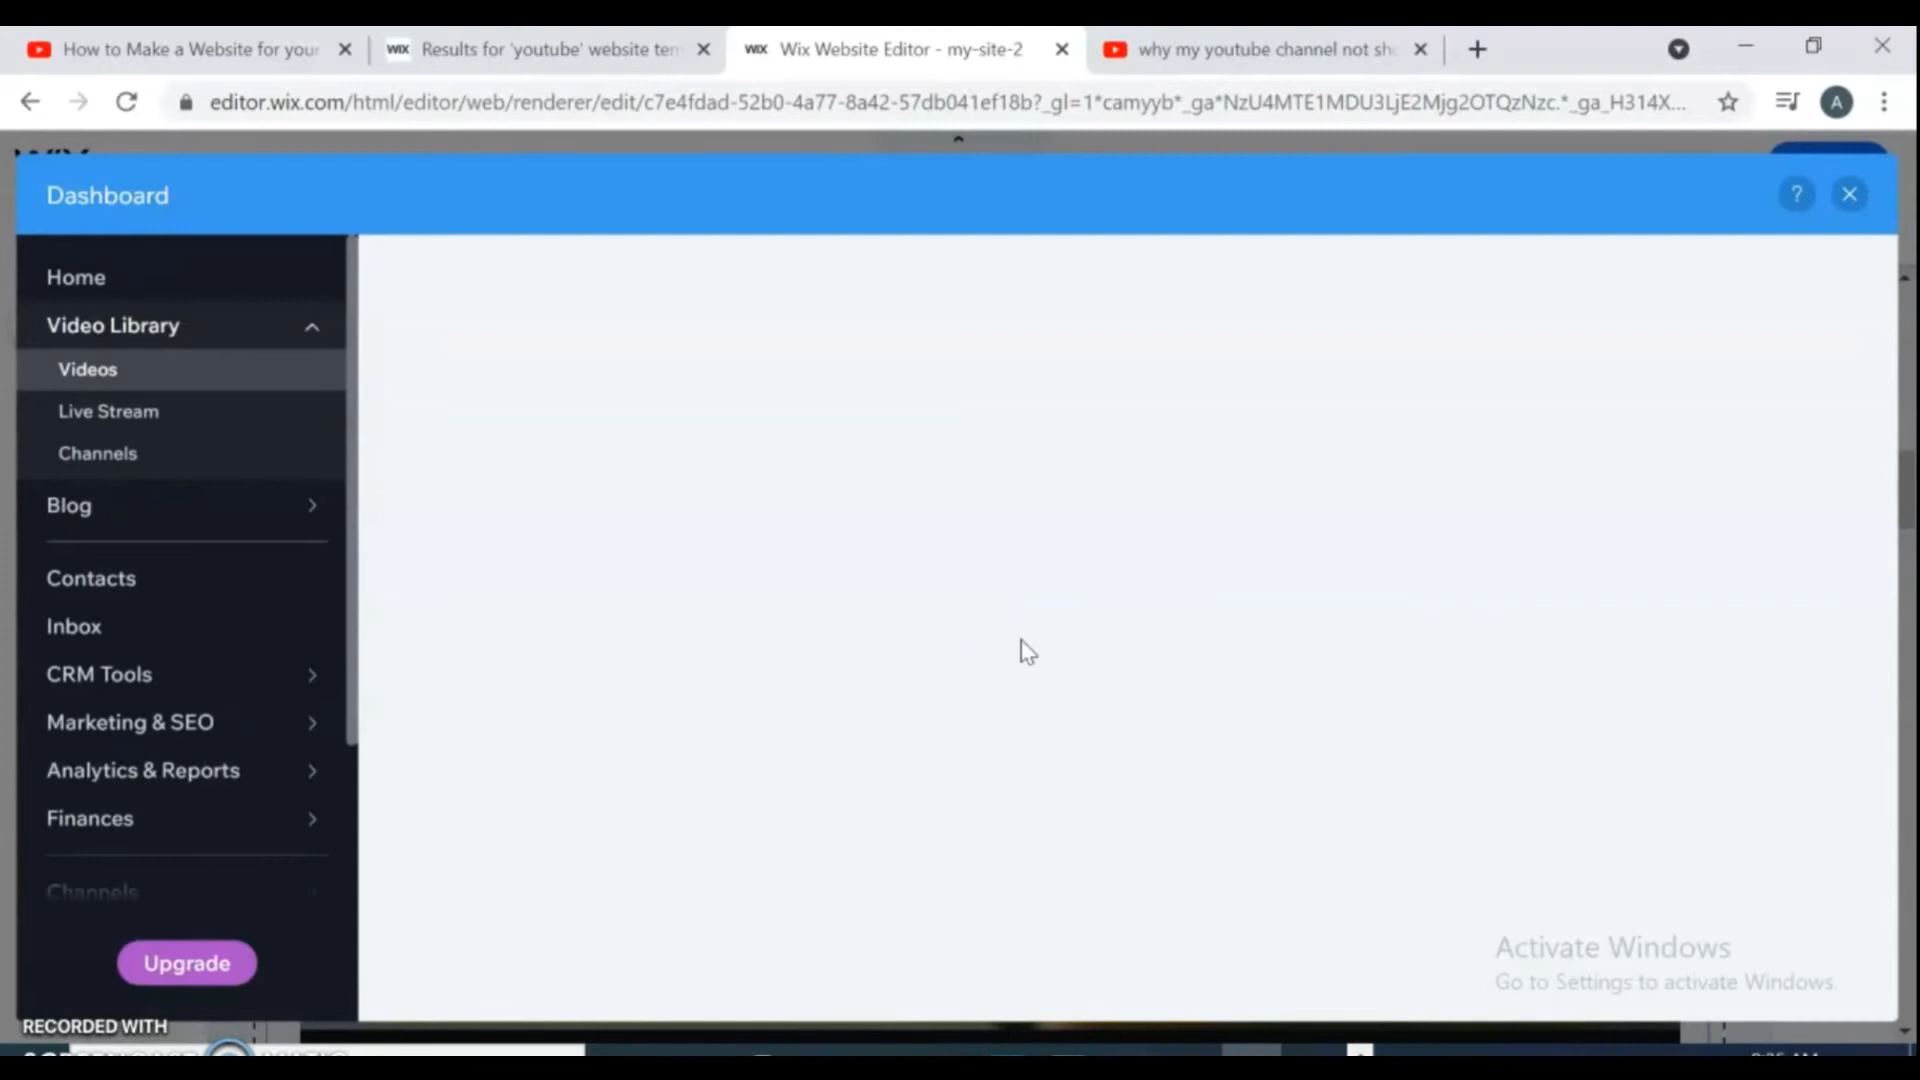 How to Make a Website for your
WIX Results for 'youtube' website tem
WIX Wix Website Editor - my-site-2
why my youtube channel not sh
editor.wix.com/html/editor/web/renderer/edit/c7e4fdad-52b0-4a77-8a42-57db041ef18b?_gl=1*camyyb*_ga*NzU4MTE1MDU3LjE2Mjg2OTQzNzc.*_ga_H314X...
A
Dashboard
?
Home
Video Library
Videos
Live Stream
Channels
Blog
Contacts
Inbox
CRM Tools
Marketing & SEO
Analytics & Reports
Finances
Channels
Upgrade
Activate Windows
Go to Settings to activate Windows.
RECORDED WITH